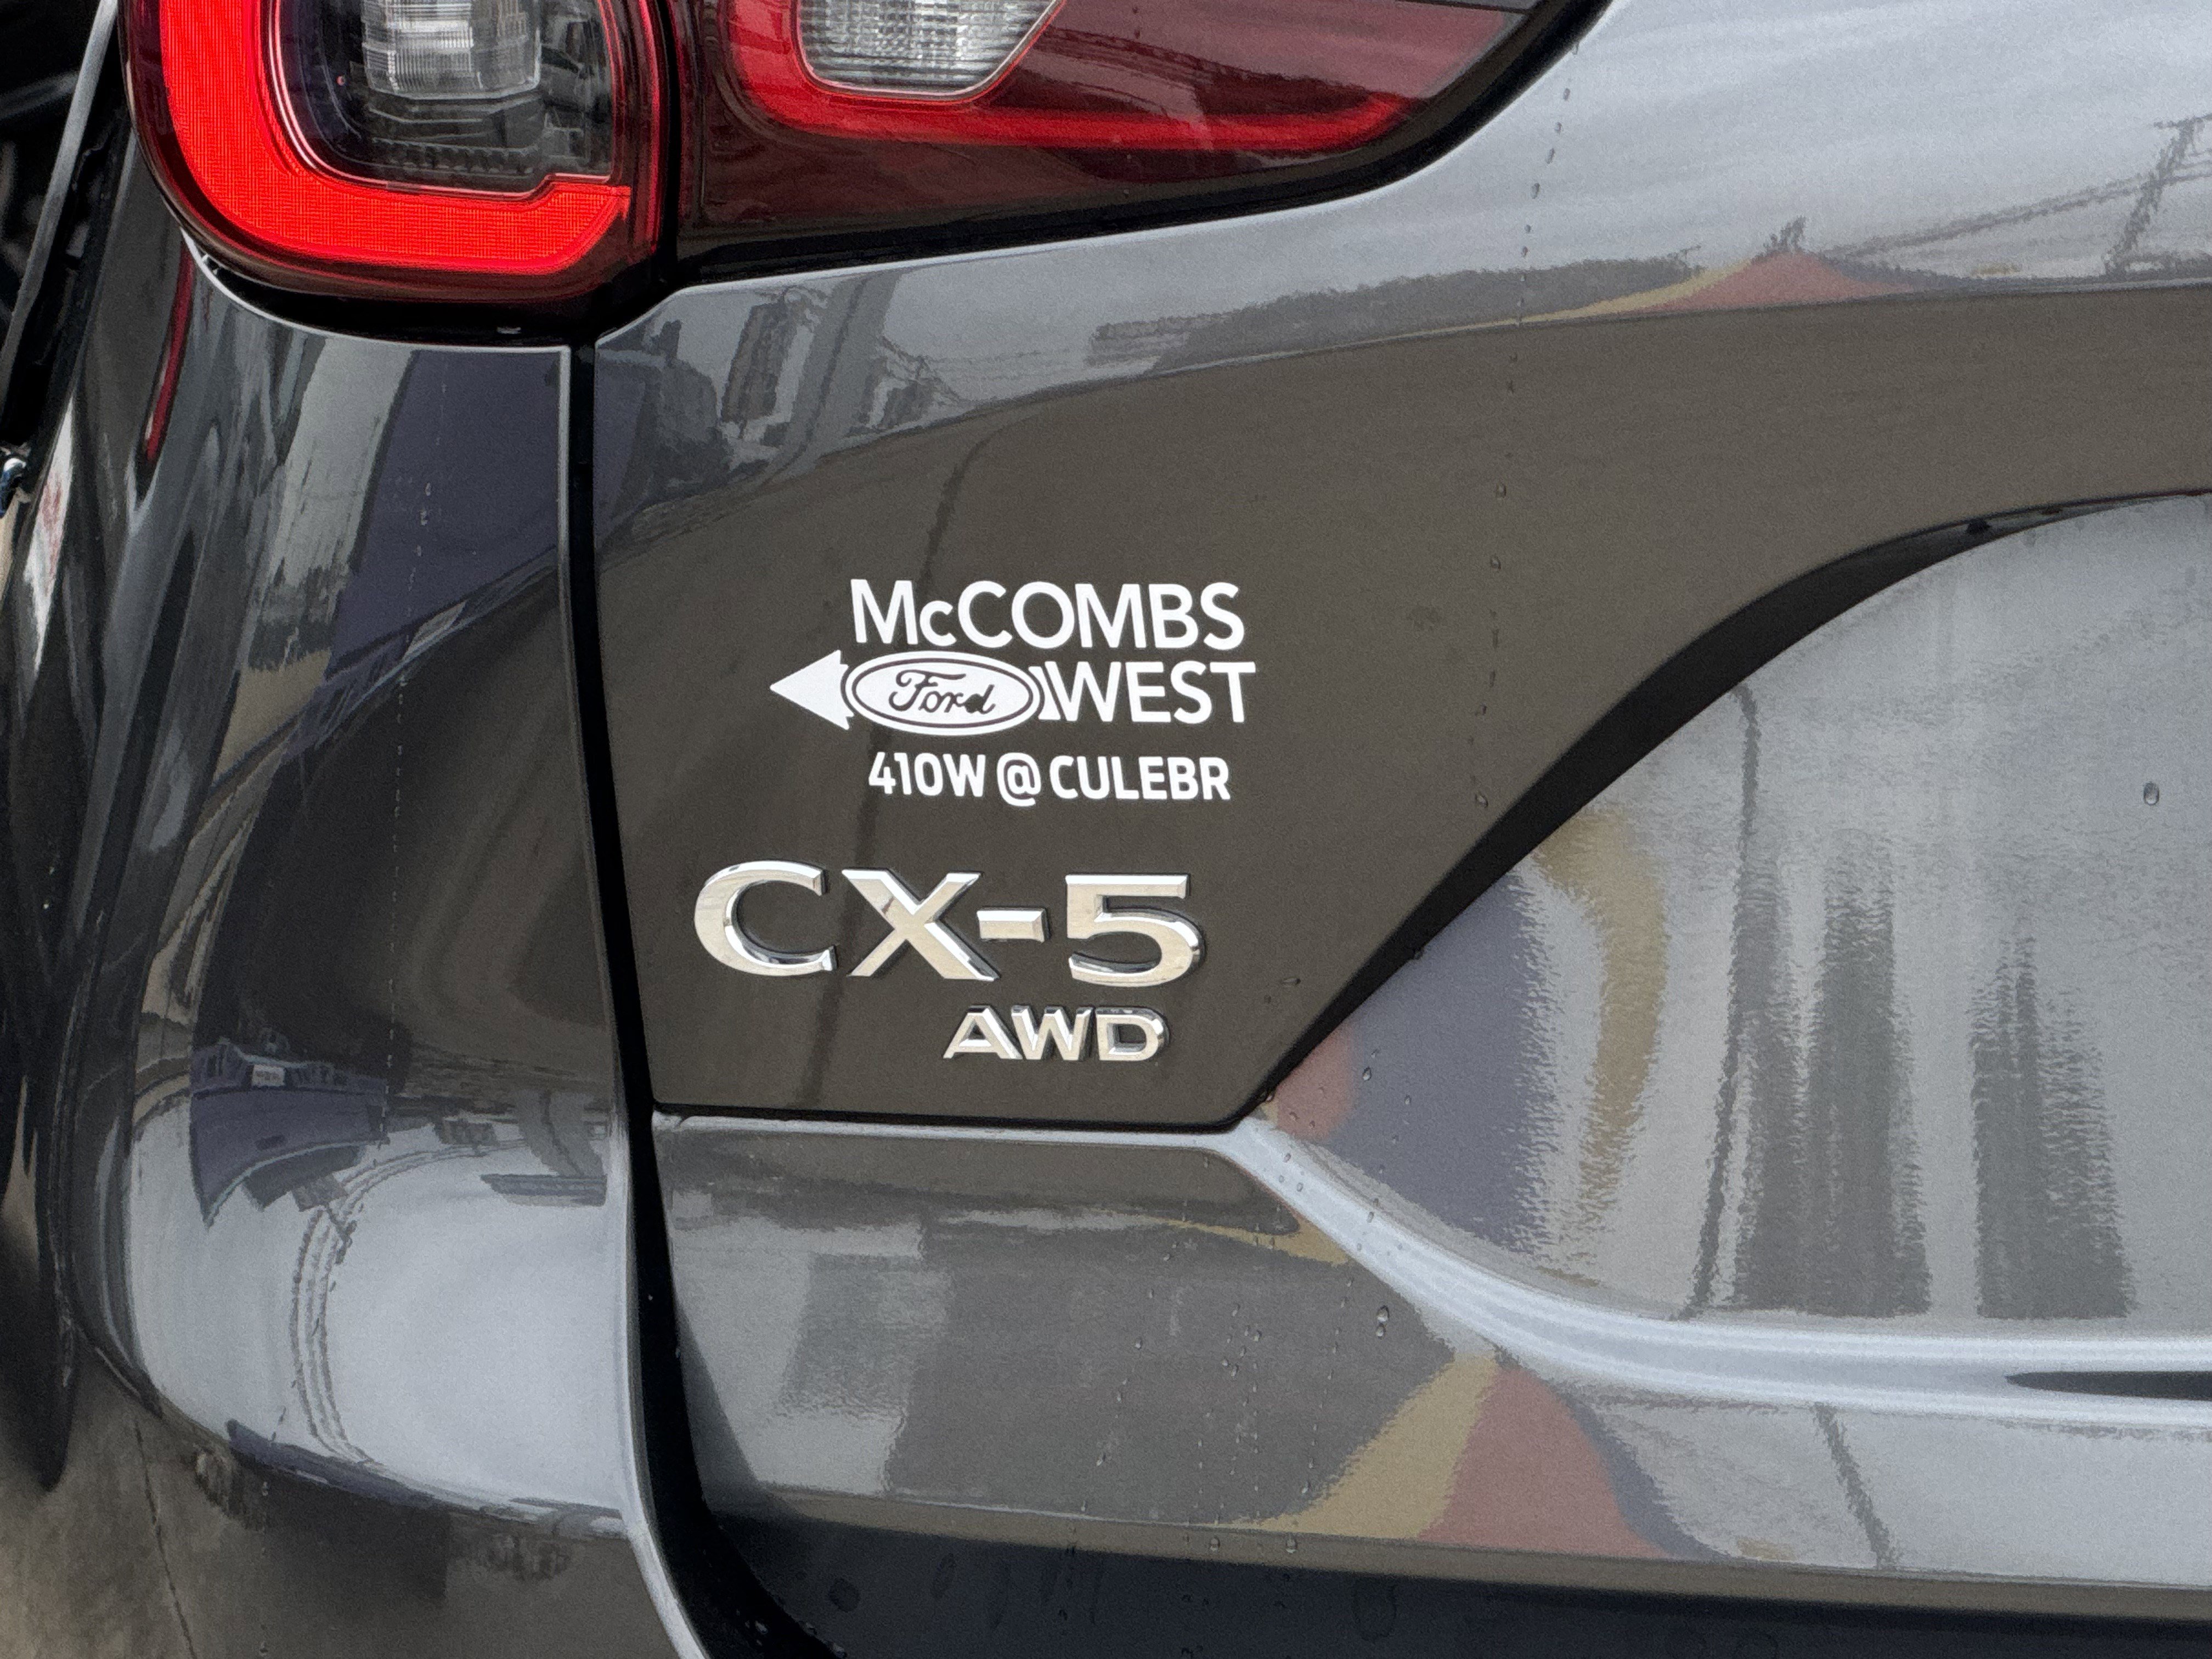 McCOMBS
Ford WEST
410W @ CULEBR
CX-5
AWD